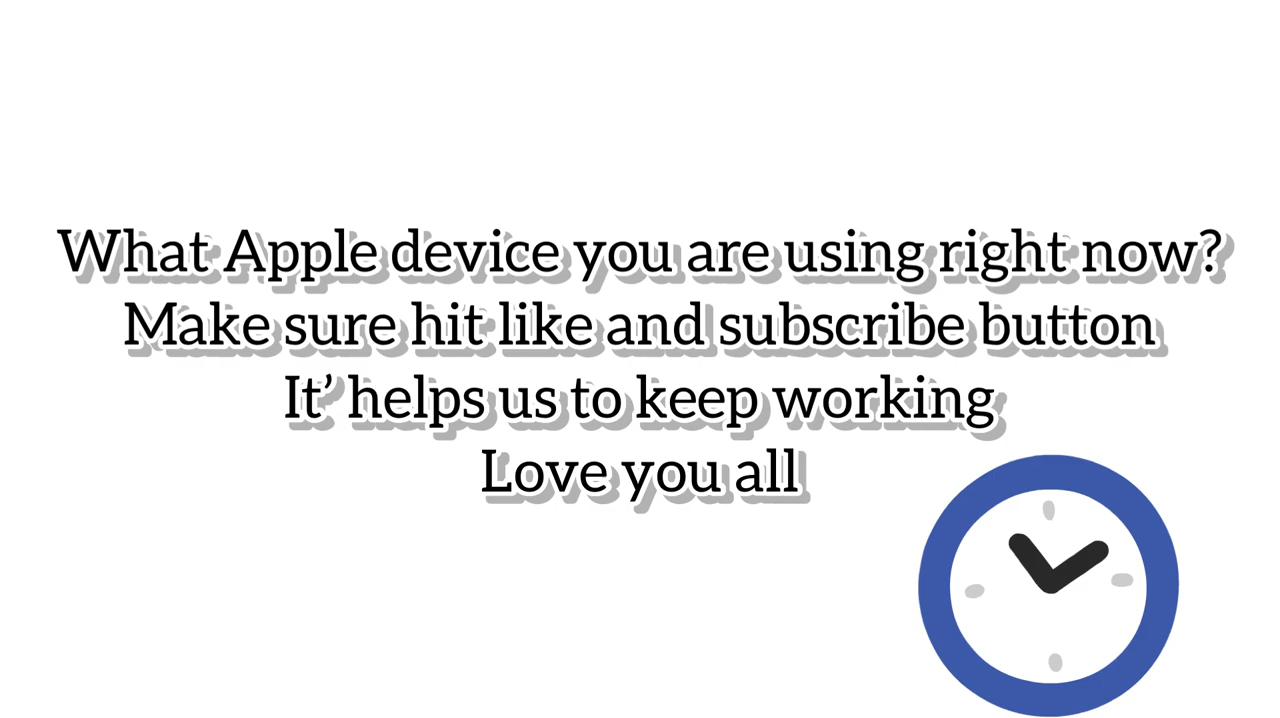 What Apple device you are using right now?
Make sure hit like and subscribe button
It’ helps us to keep working
Love you all